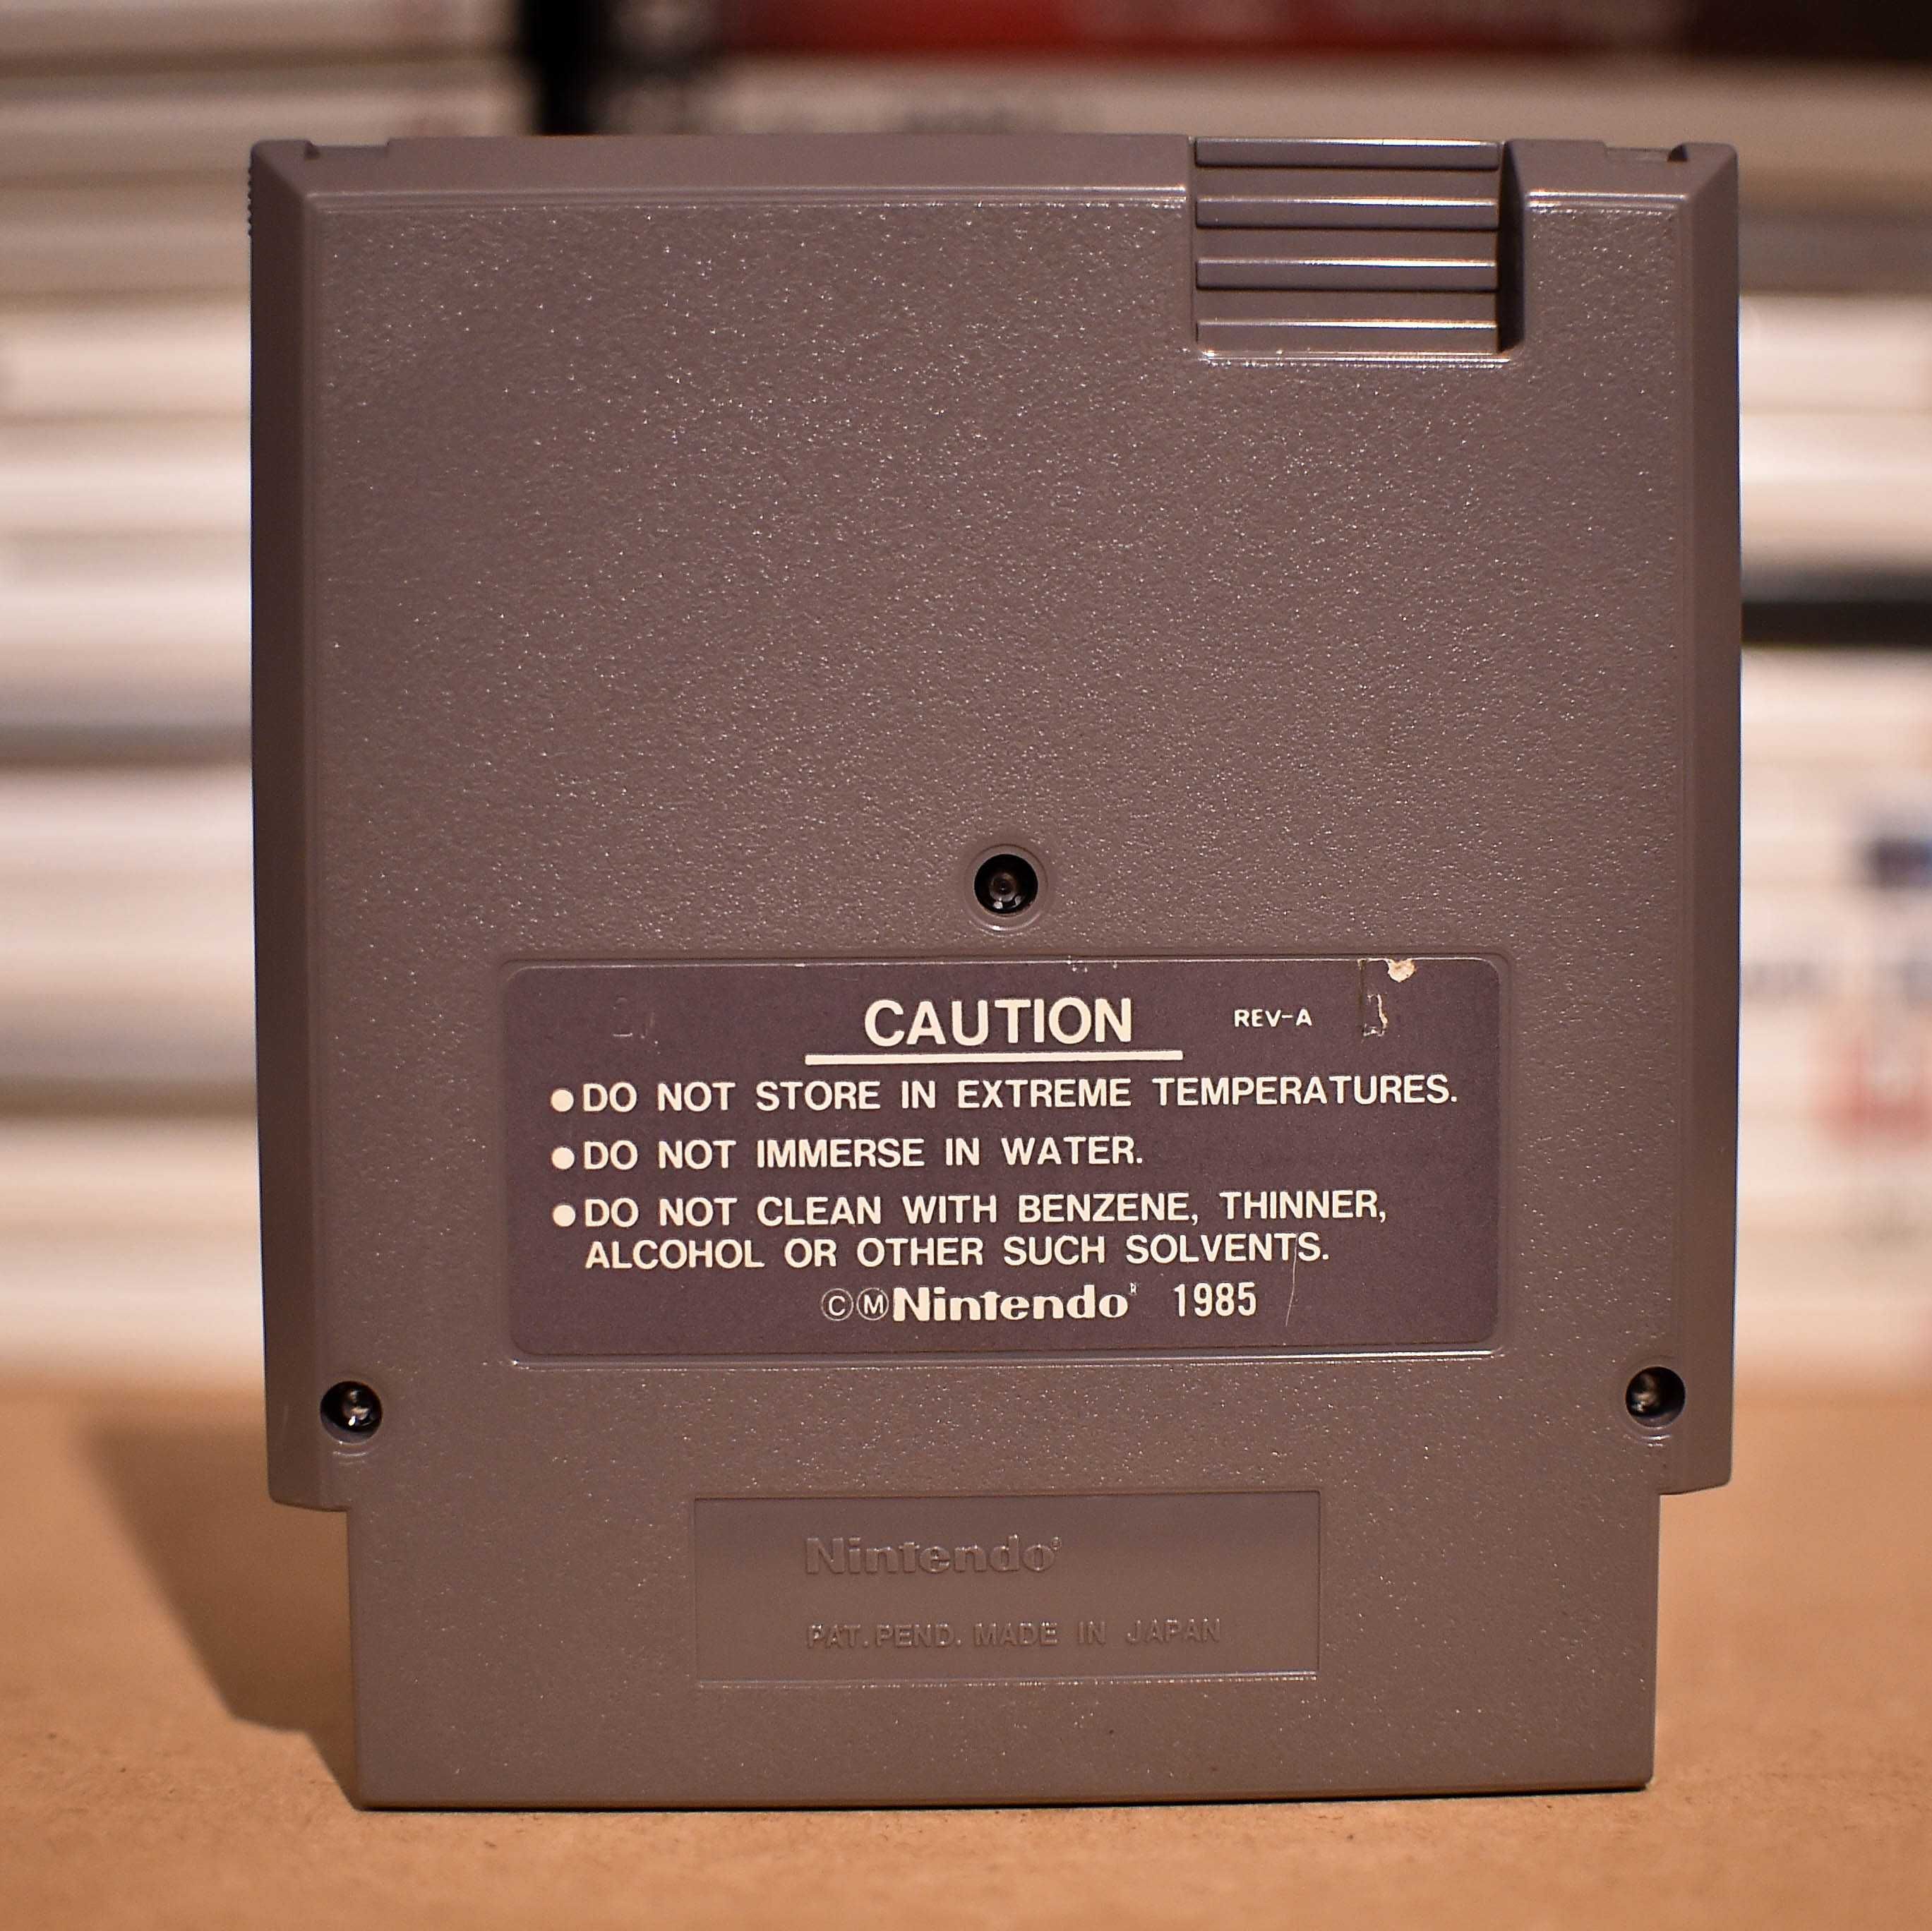 CAUTION REV-A
●DO NOT STORE IN EXTREME TEMPERATURES.
●DO NOT IMMERSE IN WATER.
●DO NOT CLEAN WITH BENZENE, THINNER,
ALCOHOL OR OTHER SUCH SOLVENTS.
ⒸⓂNintendo® 1985
Nintendo®
PAT. PEND. MADE IN JAPAN